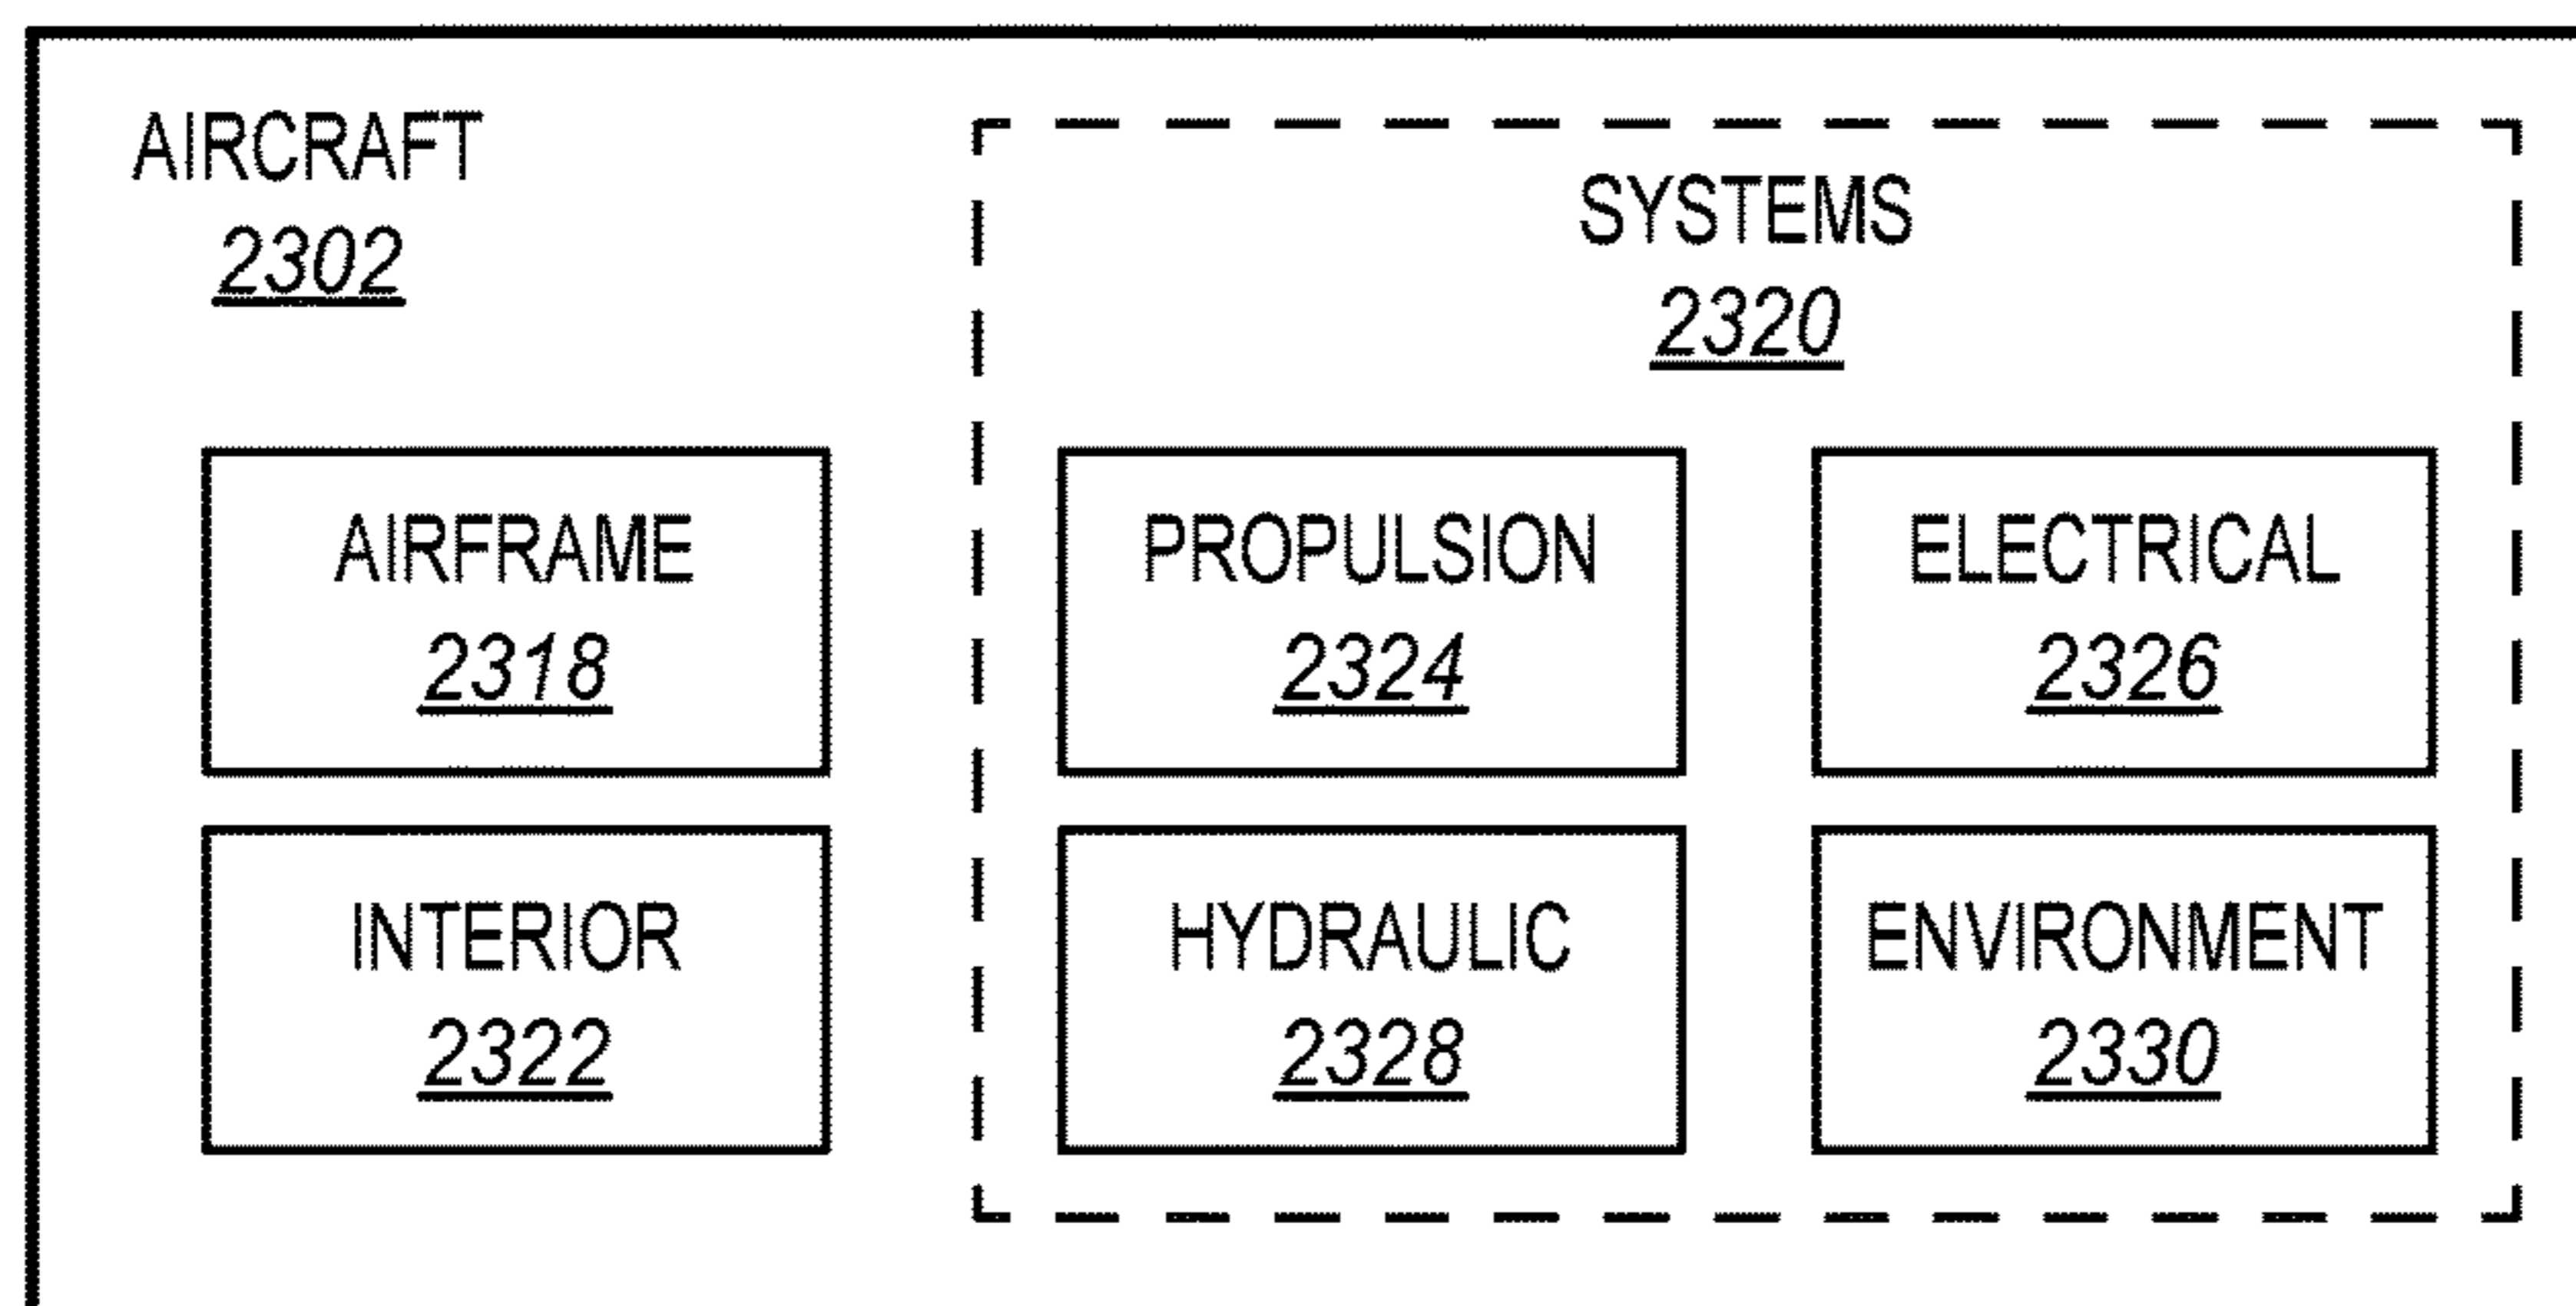 AIRCRAFT
2302
SYSTEMS
2320
AIRFRAME
2318
PROPULSION
2324
ELECTRICAL
2326
INTERIOR
2322
HYDRAULIC
2328
ENVIRONMENT
2330